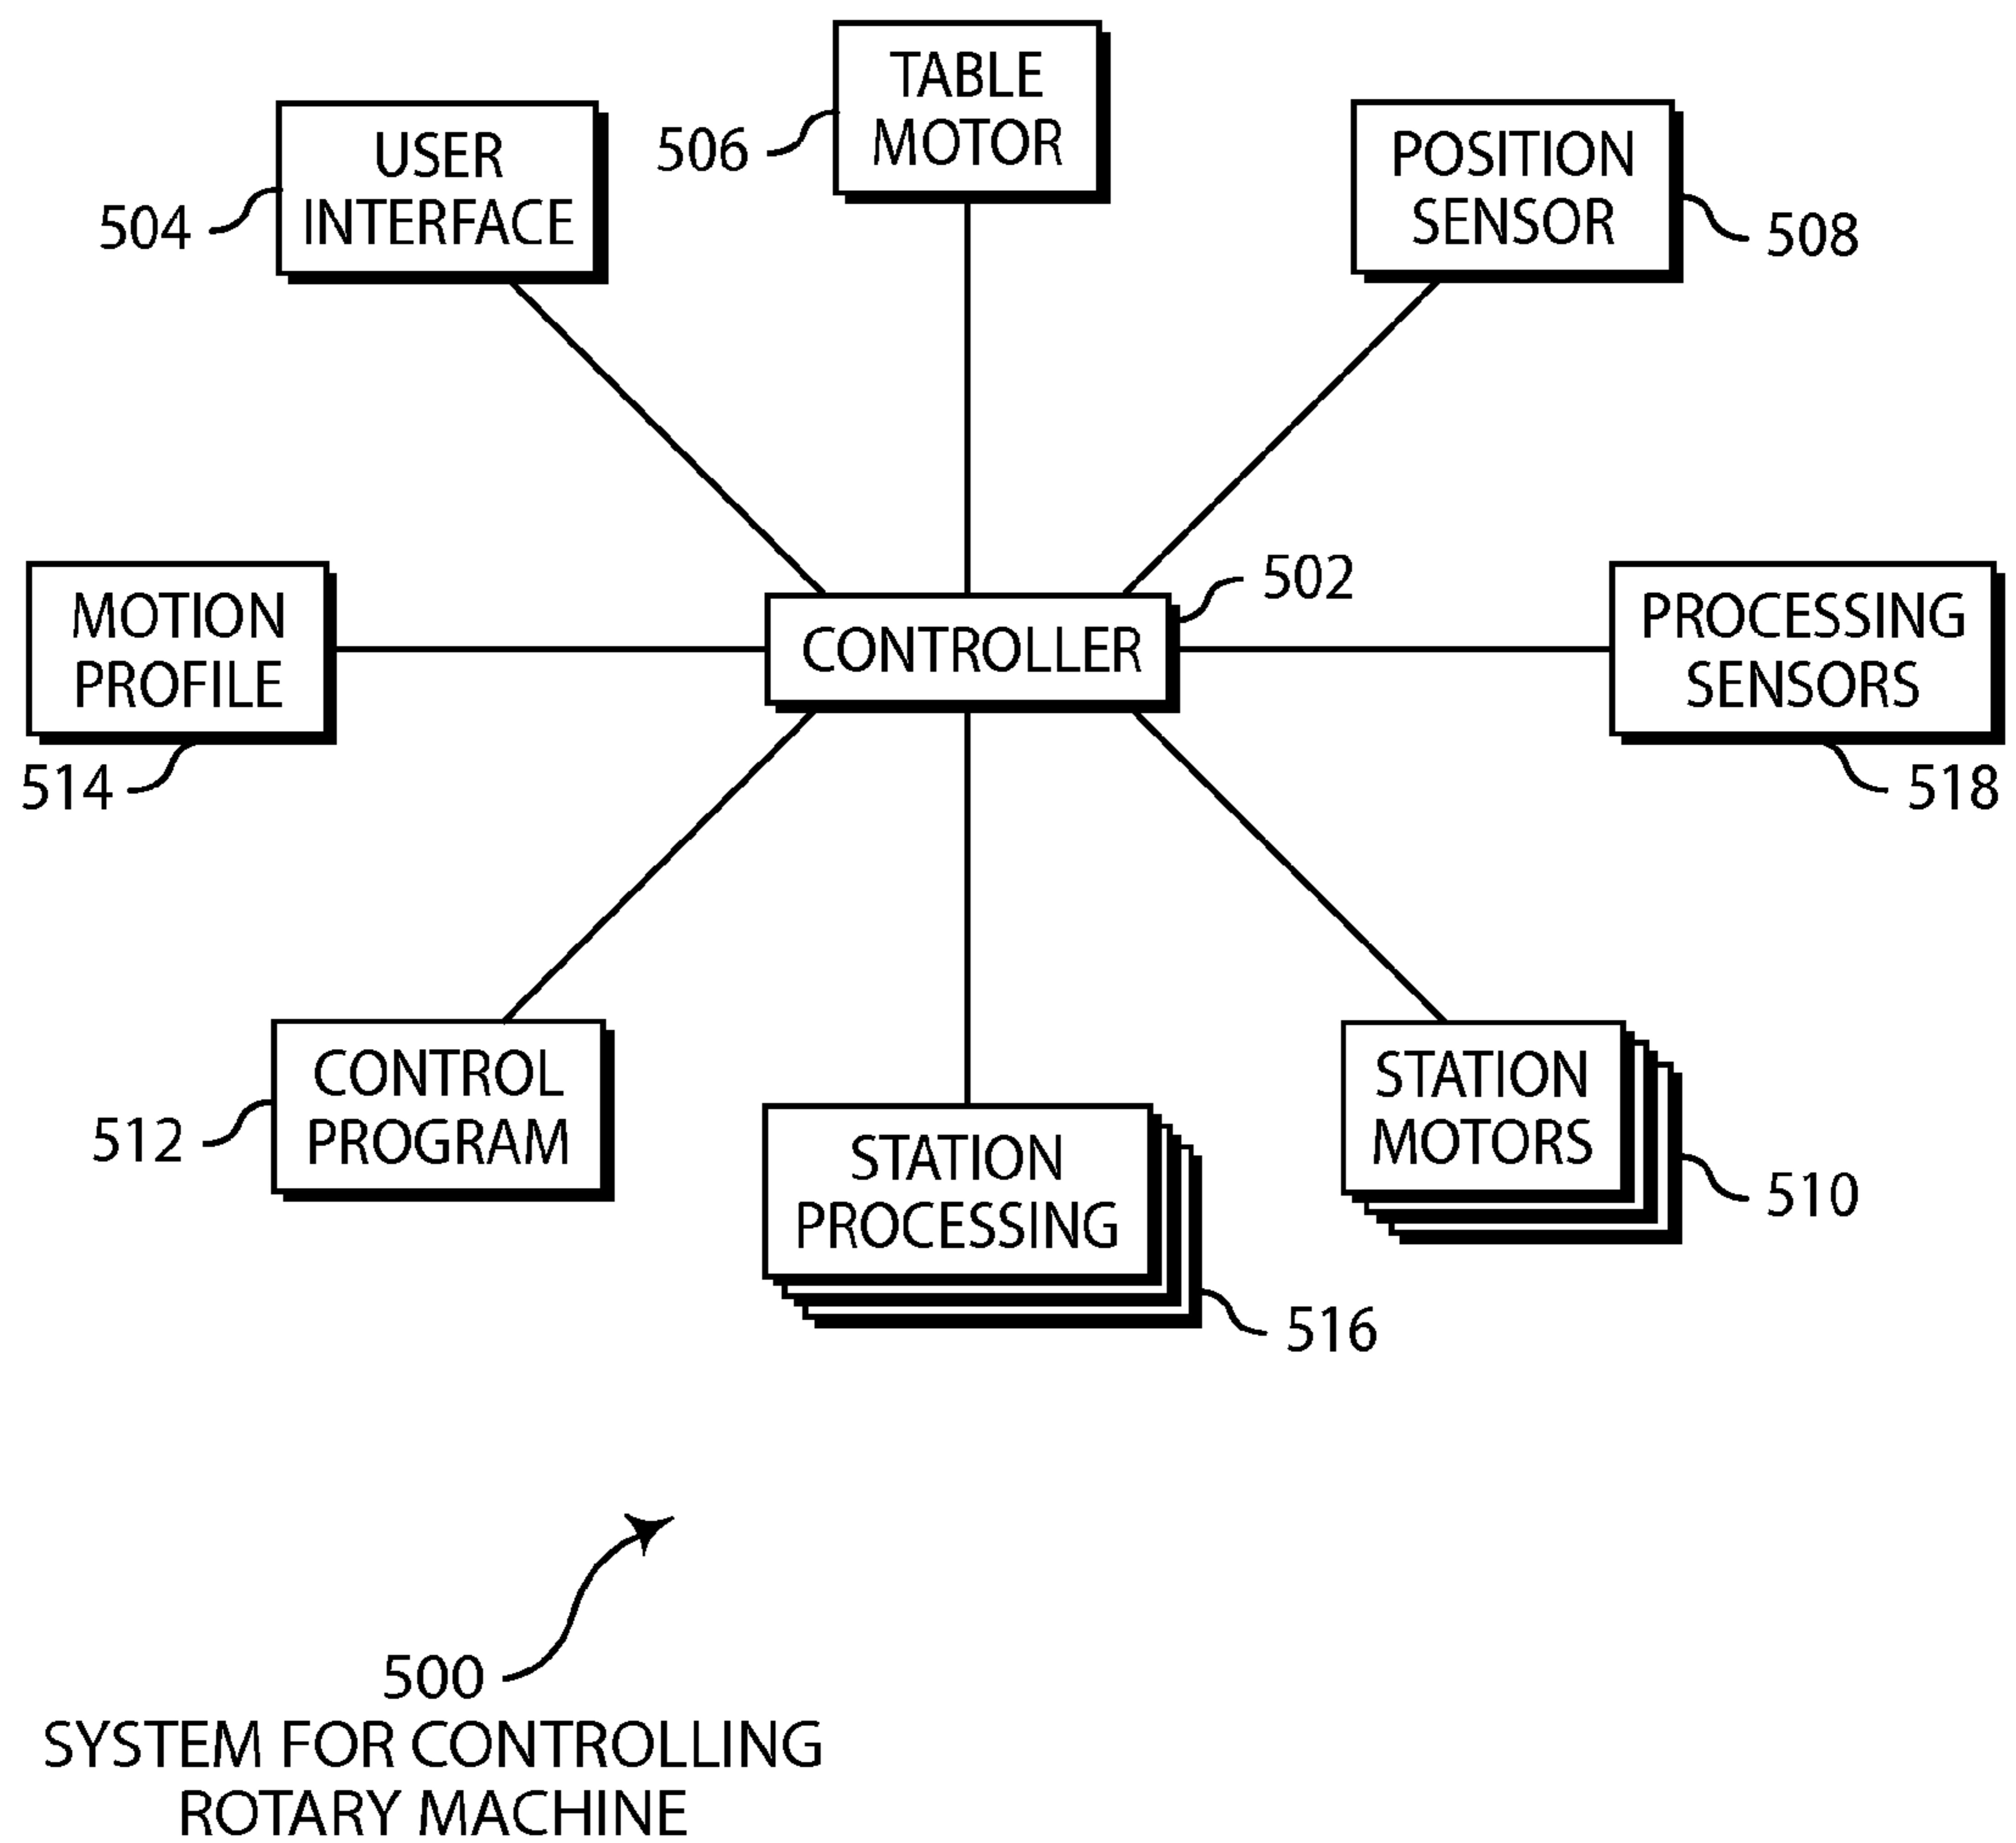 TABLE
MOTOR
506
USER
INTERFACE
504
POSITION
SENSOR
508
MOTION
PROFILE
514
CONTROLLER
502
PROCESSING
SENSORS
518
CONTROL
PROGRAM
512
STATION
PROCESSING
516
STATION
MOTORS
510
500
SYSTEM FOR CONTROLLING
ROTARY MACHINE